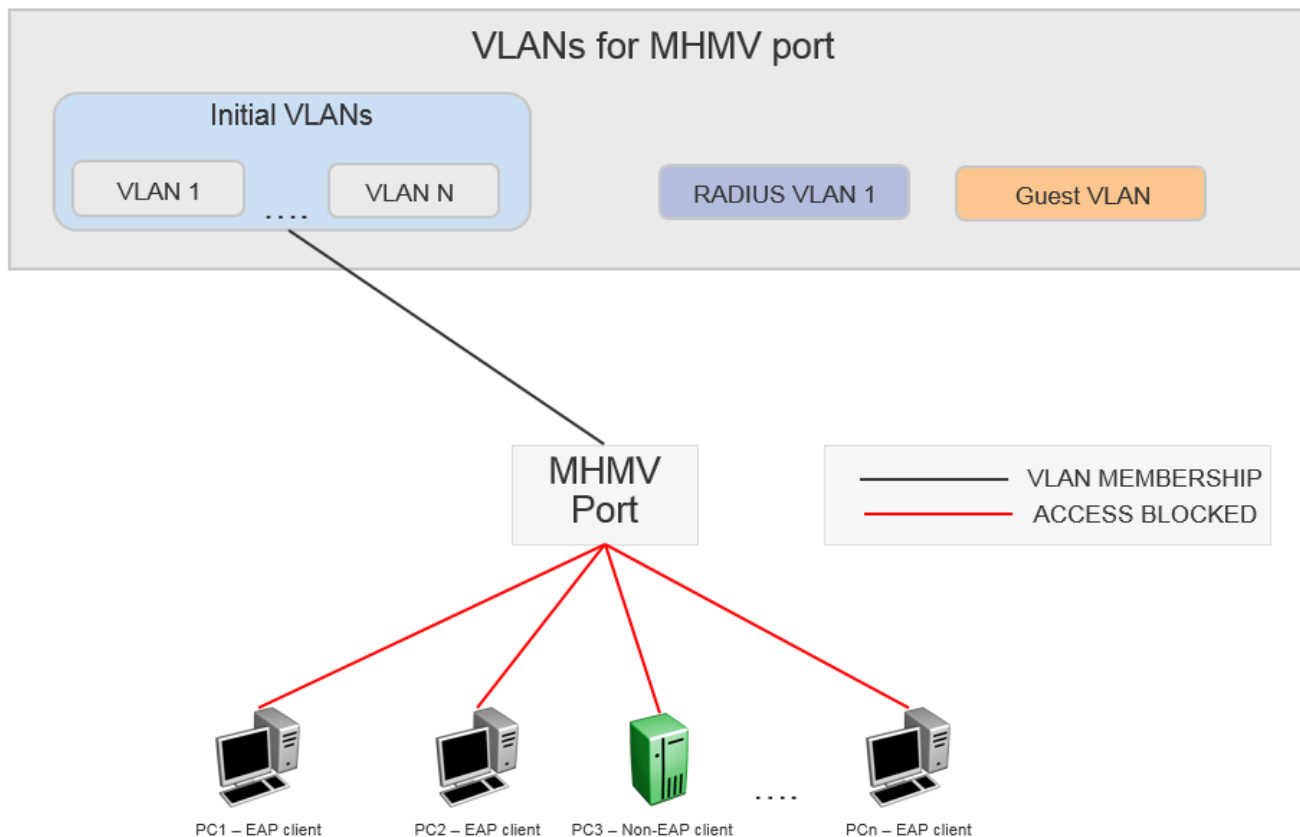 VLANs for MHMV port
Initial VLANs
VLAN 1
....
VLAN N
RADIUS VLAN 1
Guest VLAN
MHMV
Port
VLAN MEMBERSHIP
ACCESS BLOCKED
....
PC1 – EAP client
PC2 – EAP client
PC3 – Non-EAP client
PCn – EAP client